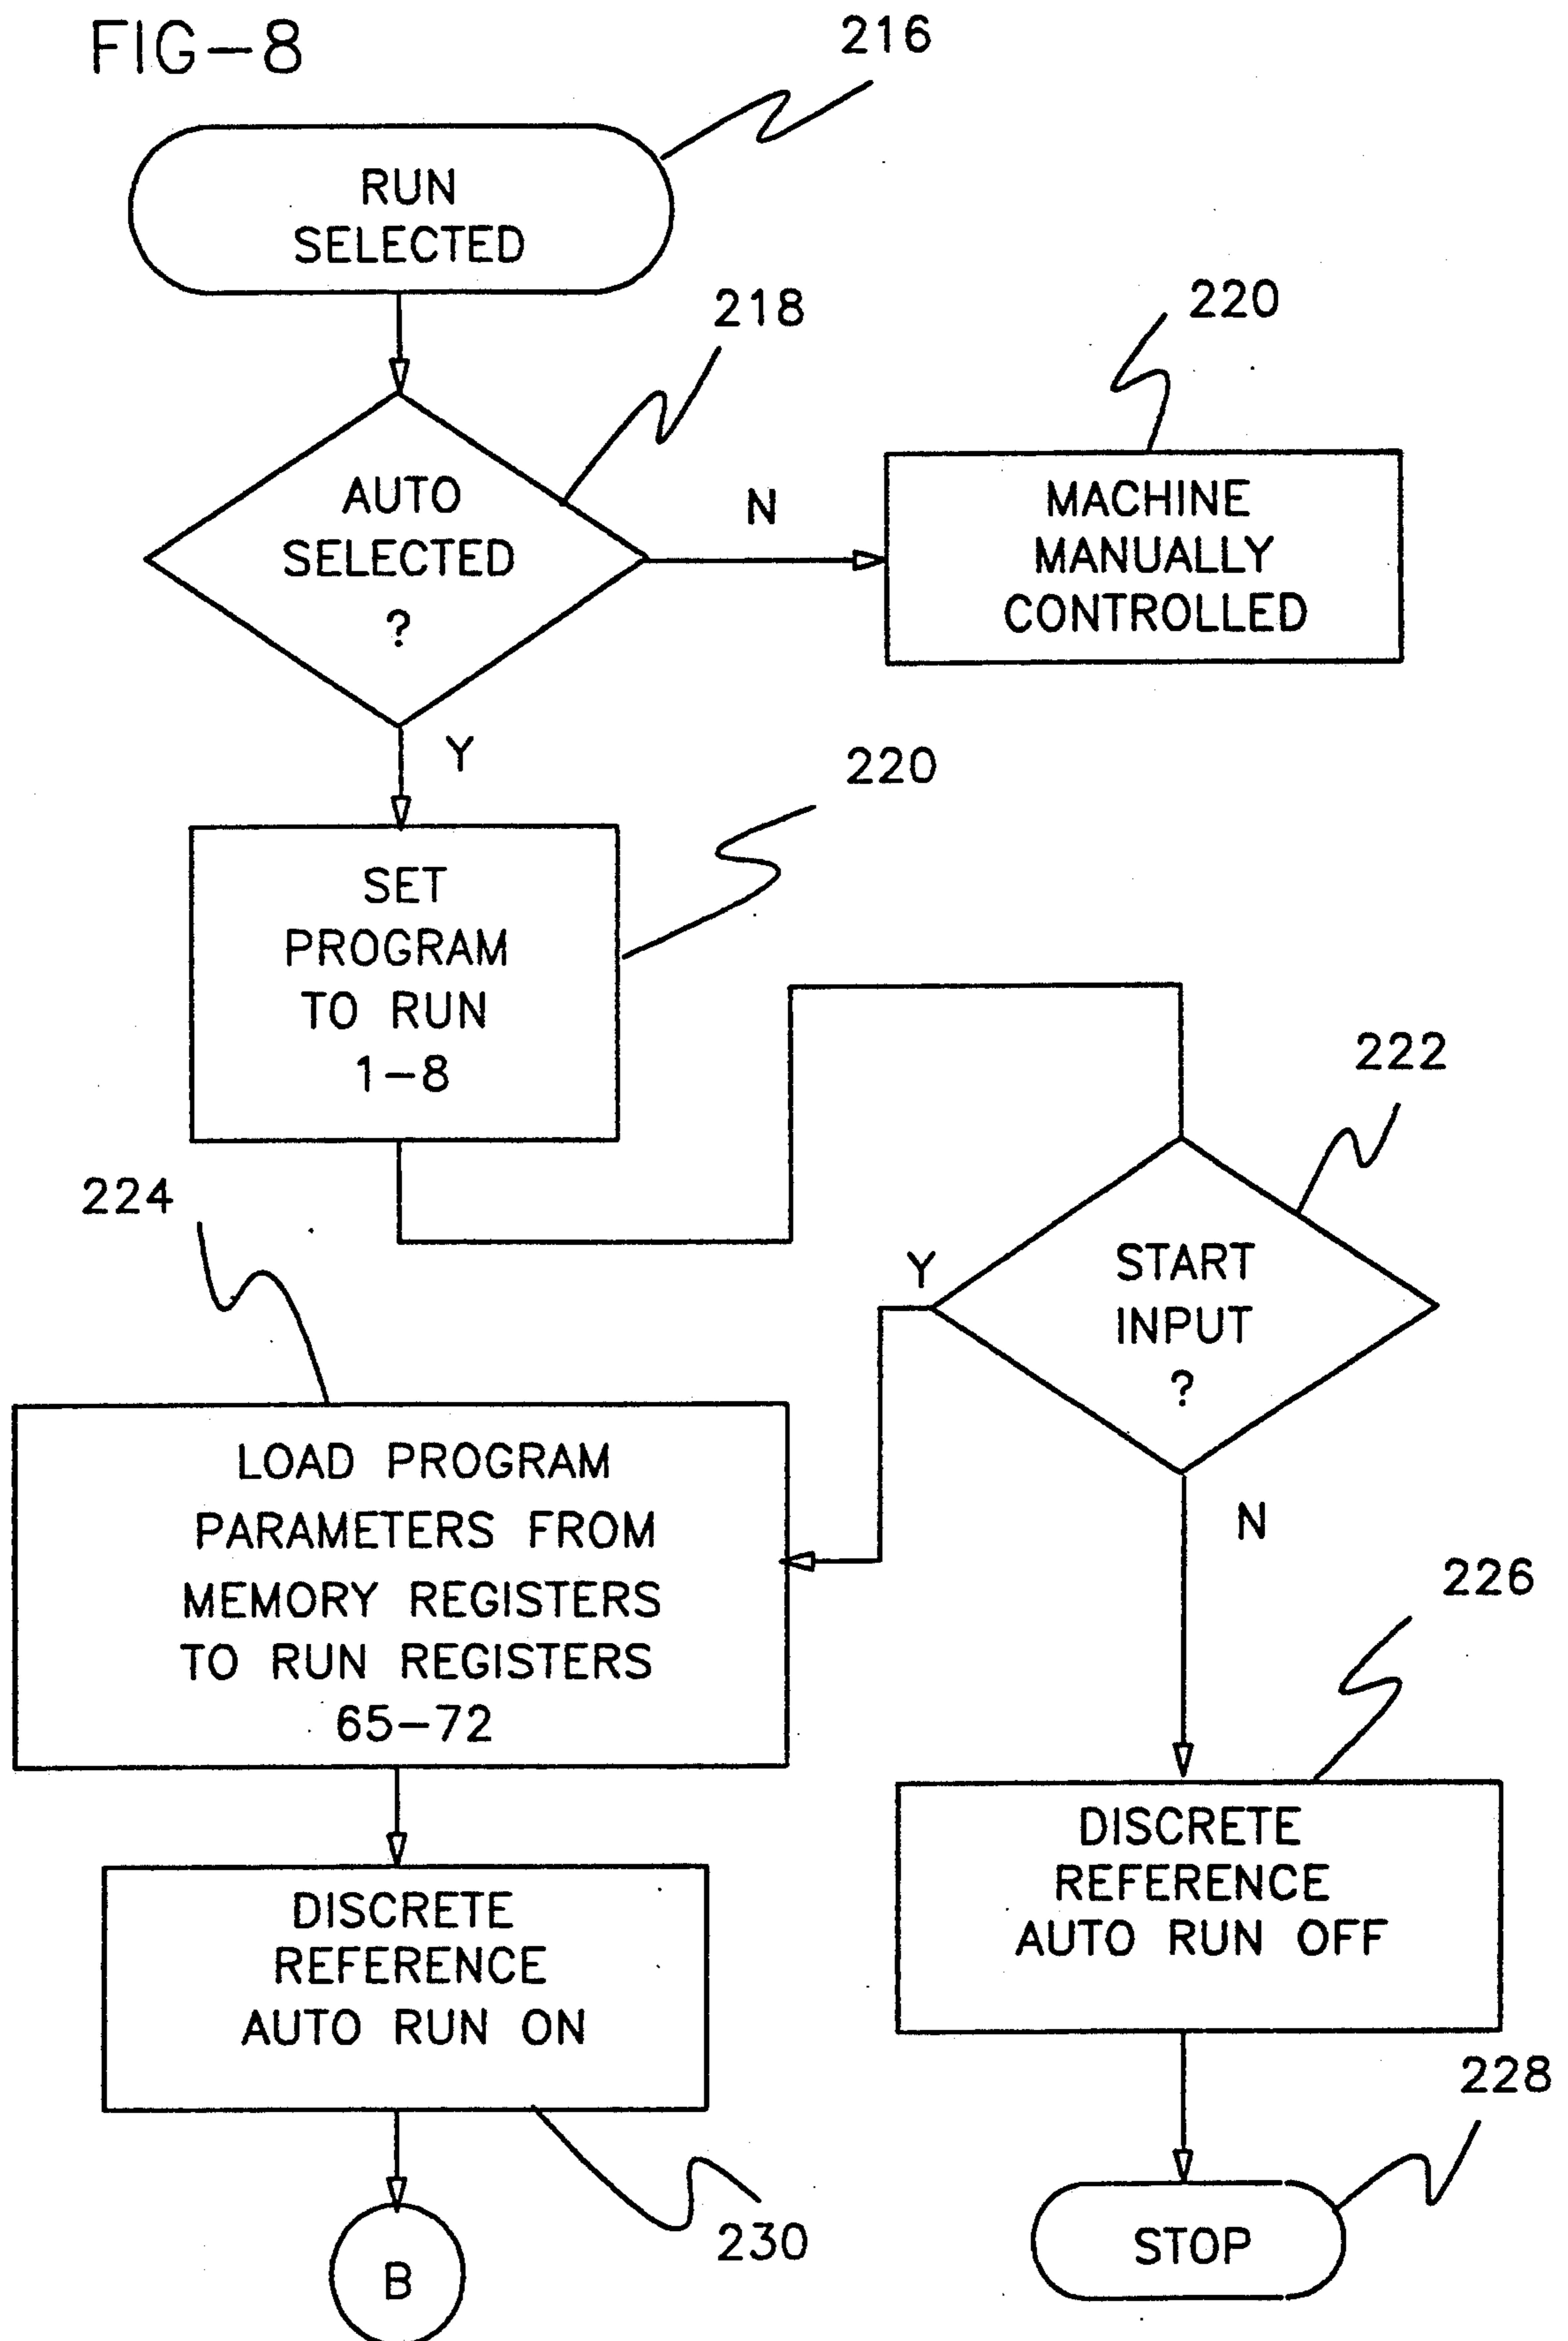 FIG-8
216
RUN
SELECTED
218
220
AUTO
SELECTED
?
N
MACHINE
MANUALLY
CONTROLLED
Y
220
SET
PROGRAM
TO RUN
1-8
222
224
START
INPUT
?
Y
N
LOAD PROGRAM
PARAMETERS FROM
MEMORY REGISTERS
TO RUN REGISTERS
65-72
226
DISCRETE
REFERENCE
AUTO RUN OFF
DISCRETE
REFERENCE
AUTO RUN ON
228
230
STOP
B